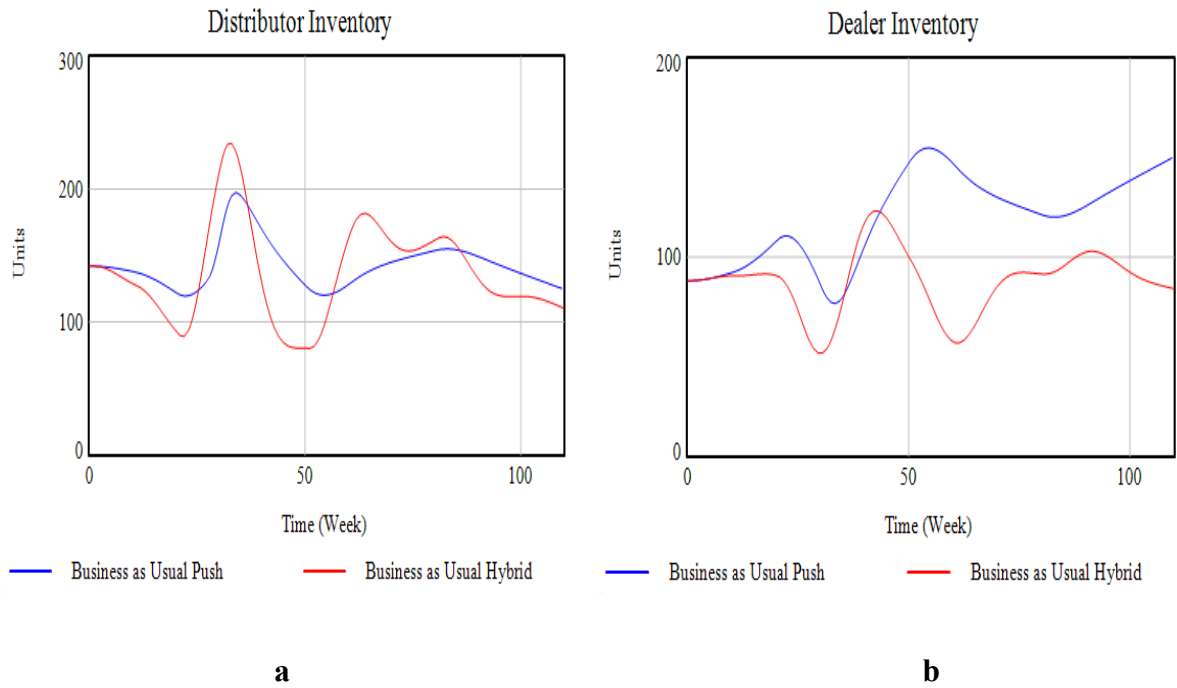 Distributor Inventory
300
200
100
0
Units
0 50 100
Time (Week)
Business as Usual Push Business as Usual Hybrid
a
Dealer Inventory
200
100
0
Units
0 50 100
Time (Week)
Business as Usual Push Business as Usual Hybrid
b